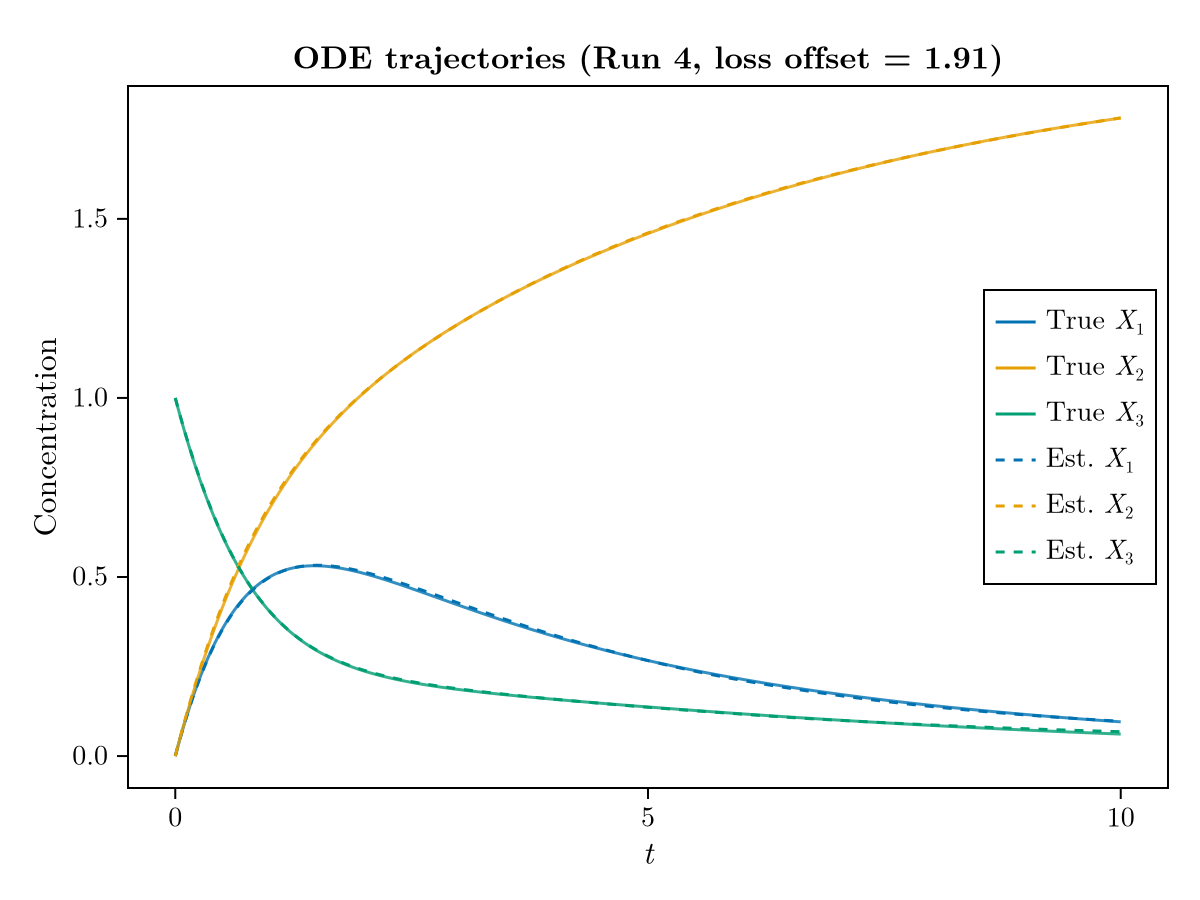 ODE trajectories (Run 4, loss offset = 1.91)
Concentration
1.5
1.0
0.5
0.0
0 5 10
t
True X₁
True X₂
True X₃
Est. X₁
Est. X₂
Est. X₃